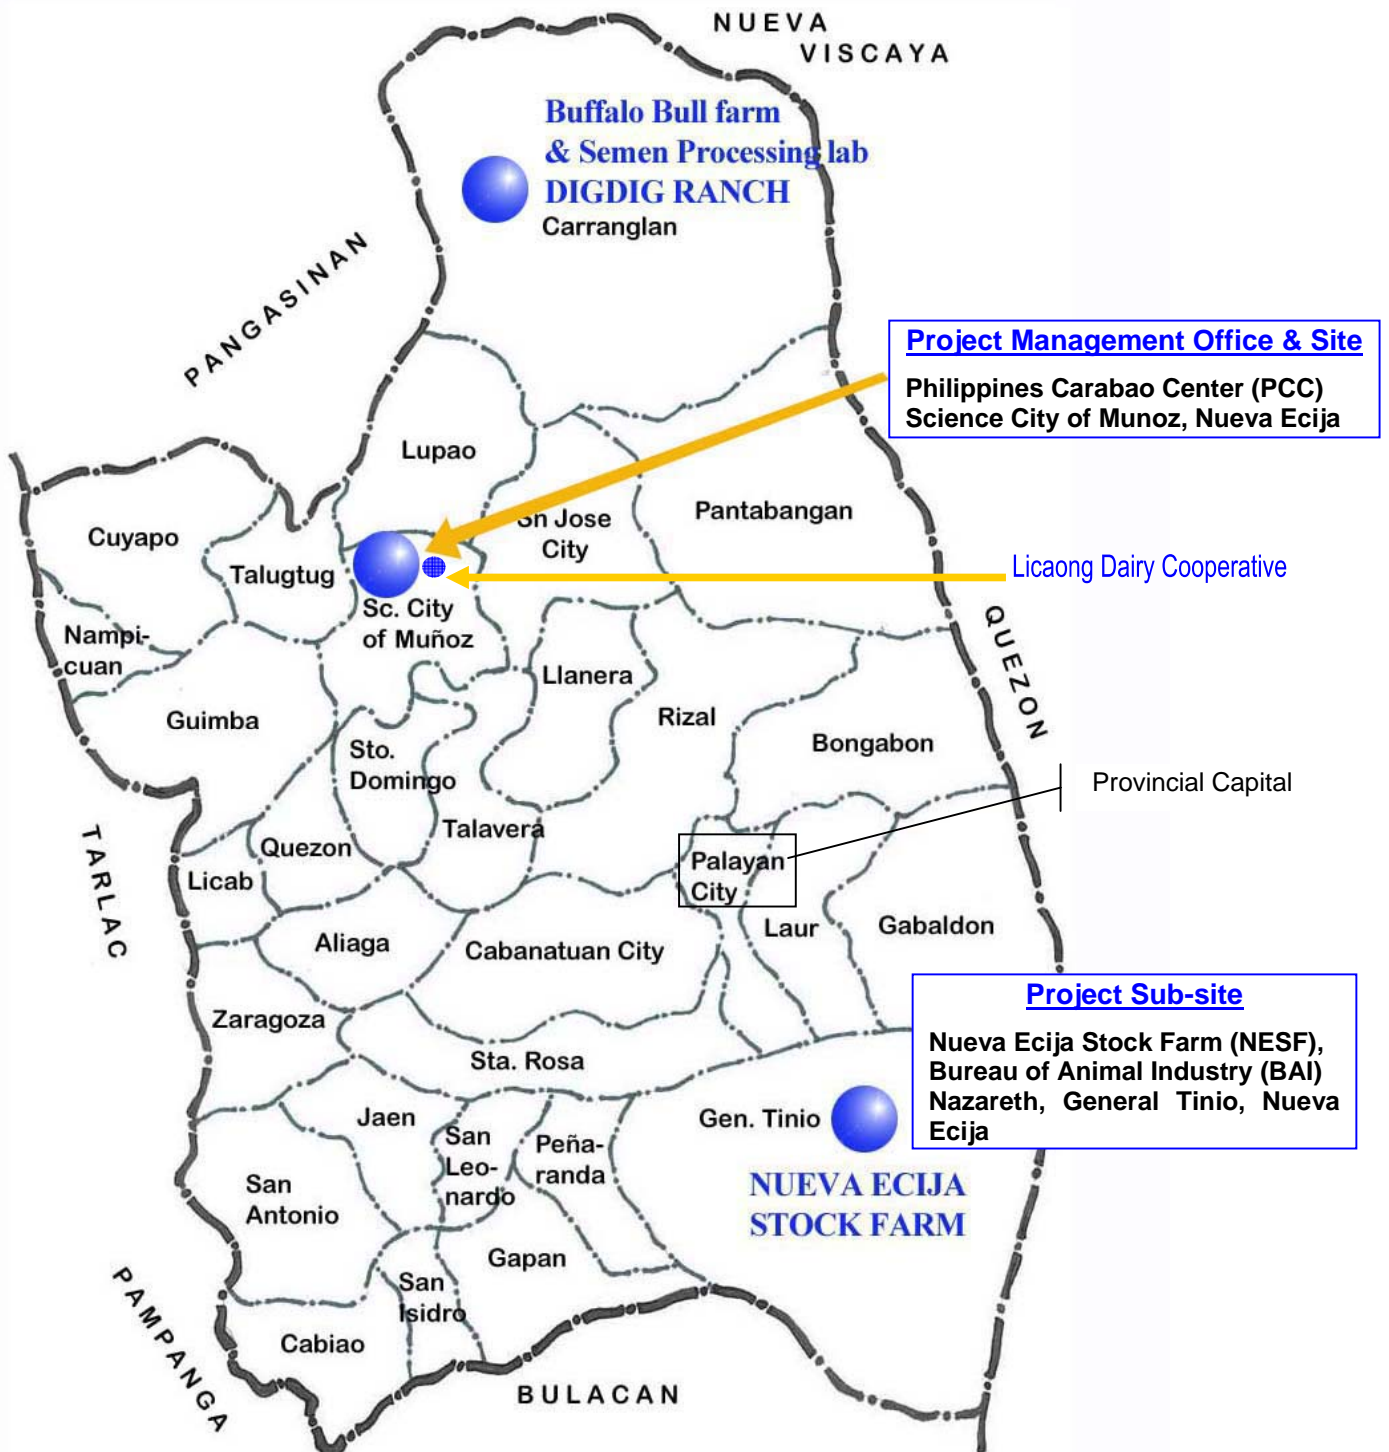 NUEVA
VISCAYA
Buffalo Bull farm
& Semen Processing lab
DIGDIG RANCH
Carranglan
PANGASINAN
Project Management Office & Site
Philippines Carabao Center (PCC)
Science City of Munoz, Nueva Ecija
Lupao
Pantabangan
Sn Jose
City
Cuyapo
Talugtug
Licaong Dairy Cooperative
Sc. City
of Muñoz
Nampi-
cuan
QUEZON
Llanera
Guimba
Rizal
Bongabon
Sto.
Domingo
Provincial Capital
TARLAC
Talavera
Quezon
Palayan
City
Licab
Laur
Gabaldon
Aliaga
Cabanatuan City
Project Sub-site
Nueva Ecija Stock Farm (NESF),
Bureau of Animal Industry (BAI)
Nazareth, General Tinio, Nueva
Ecija
Zaragoza
Sta. Rosa
Jaen
Gen. Tinio
San
Leo-
nardo
Peña-
randa
NUEVA ECIJA
STOCK FARM
San
Antonio
Gapan
San
Isidro
PAMPANGA
Cabiao
BULACAN